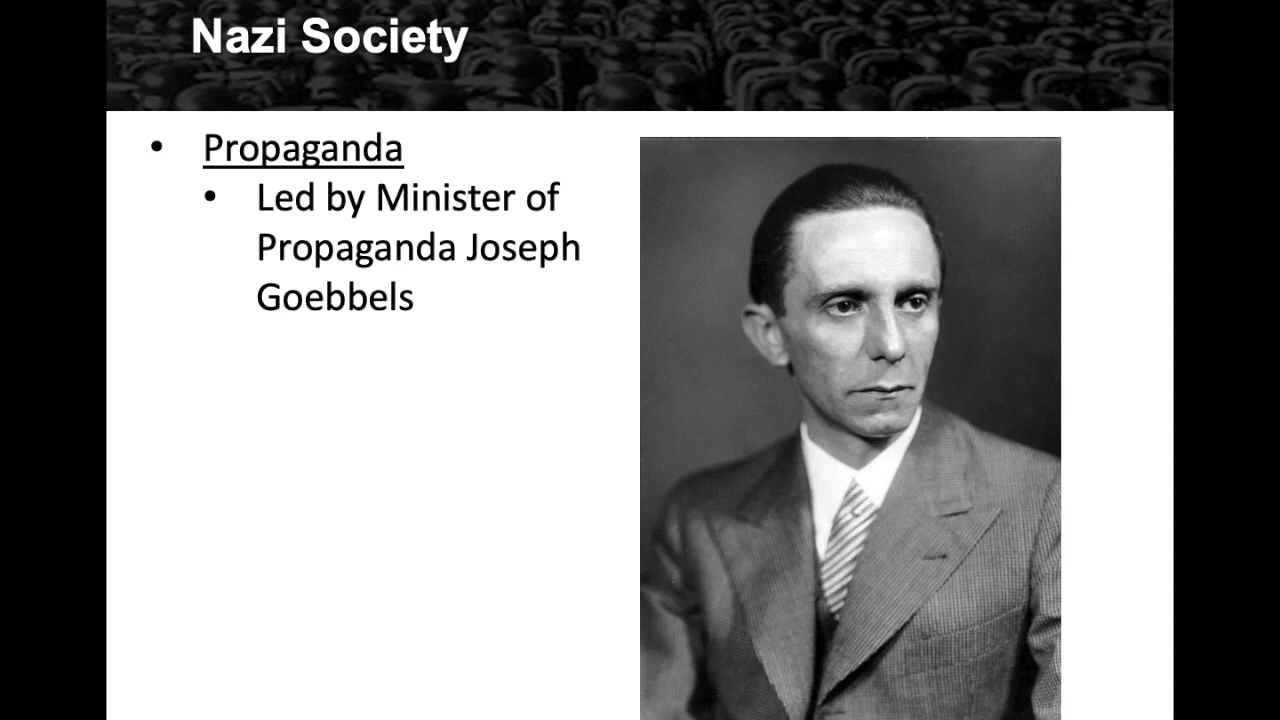 Nazi Society
• Propaganda
• Led by Minister of
Propaganda Joseph
Goebbels